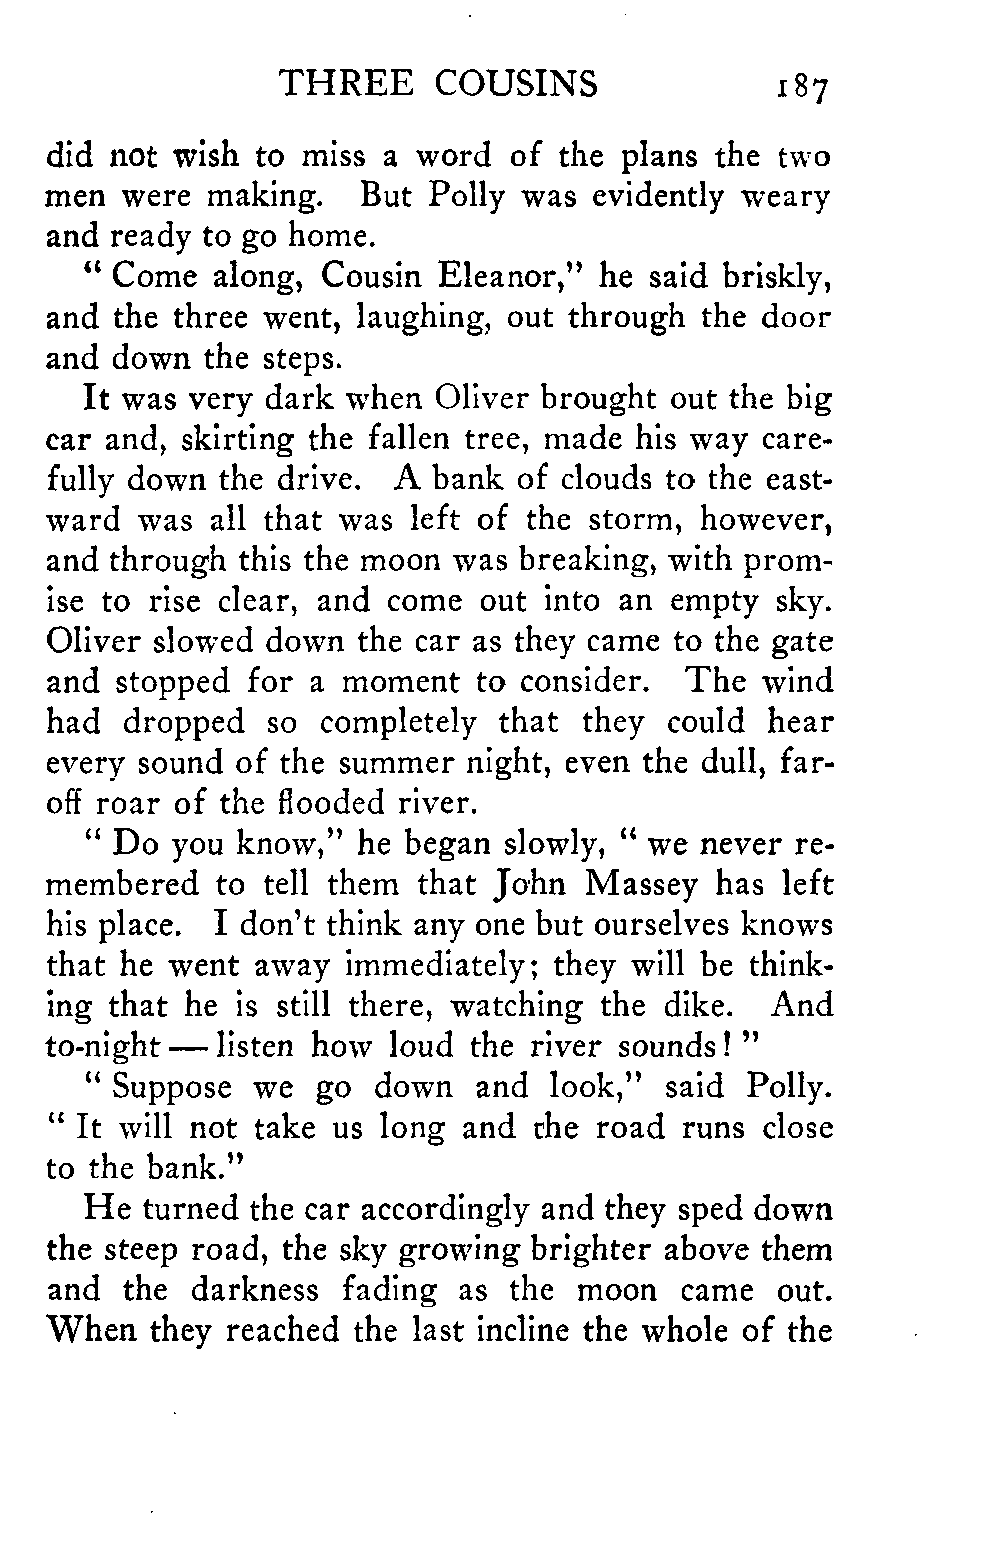 THREE COUSINS 187
did not wish to miss a word of the plans the two
men were making. But Polly was evidently weary
and ready to go home.
" Come along, Cousin Eleanor," he said briskly,
and the three went, laughing, out through the door
and down the steps.
It was very dark when Oliver brought out the big
car and, skirting the fallen tree, made his way care-
fully down the drive. A bank of clouds to the east-
ward was all that was left of the storm, however,
and through this the moon was breaking, with prom-
ise to rise clear, and come out into an empty sky.
Oliver slowed down the car as they came to the gate
and stopped for a moment to consider. The wind
had dropped so completely that they could hear
every sound of the summer night, even the dull, far-
off roar of the flooded river.
" Do you know," he began slowly, " we never re-
membered to tell them that John Massey has left
his place. I don't think any one but ourselves knows
that he went away immediately; they will be think-
ing that he is still there, watching the dike. And
to-night — listen how loud the river sounds! "
" Suppose we go down and look," said Polly.
" It will not take us long and the road runs close
to the bank."
He turned the car accordingly and they sped down
the steep road, the sky growing brighter above them
and the darkness fading as the moon came out.
When they reached the last incline the whole of the